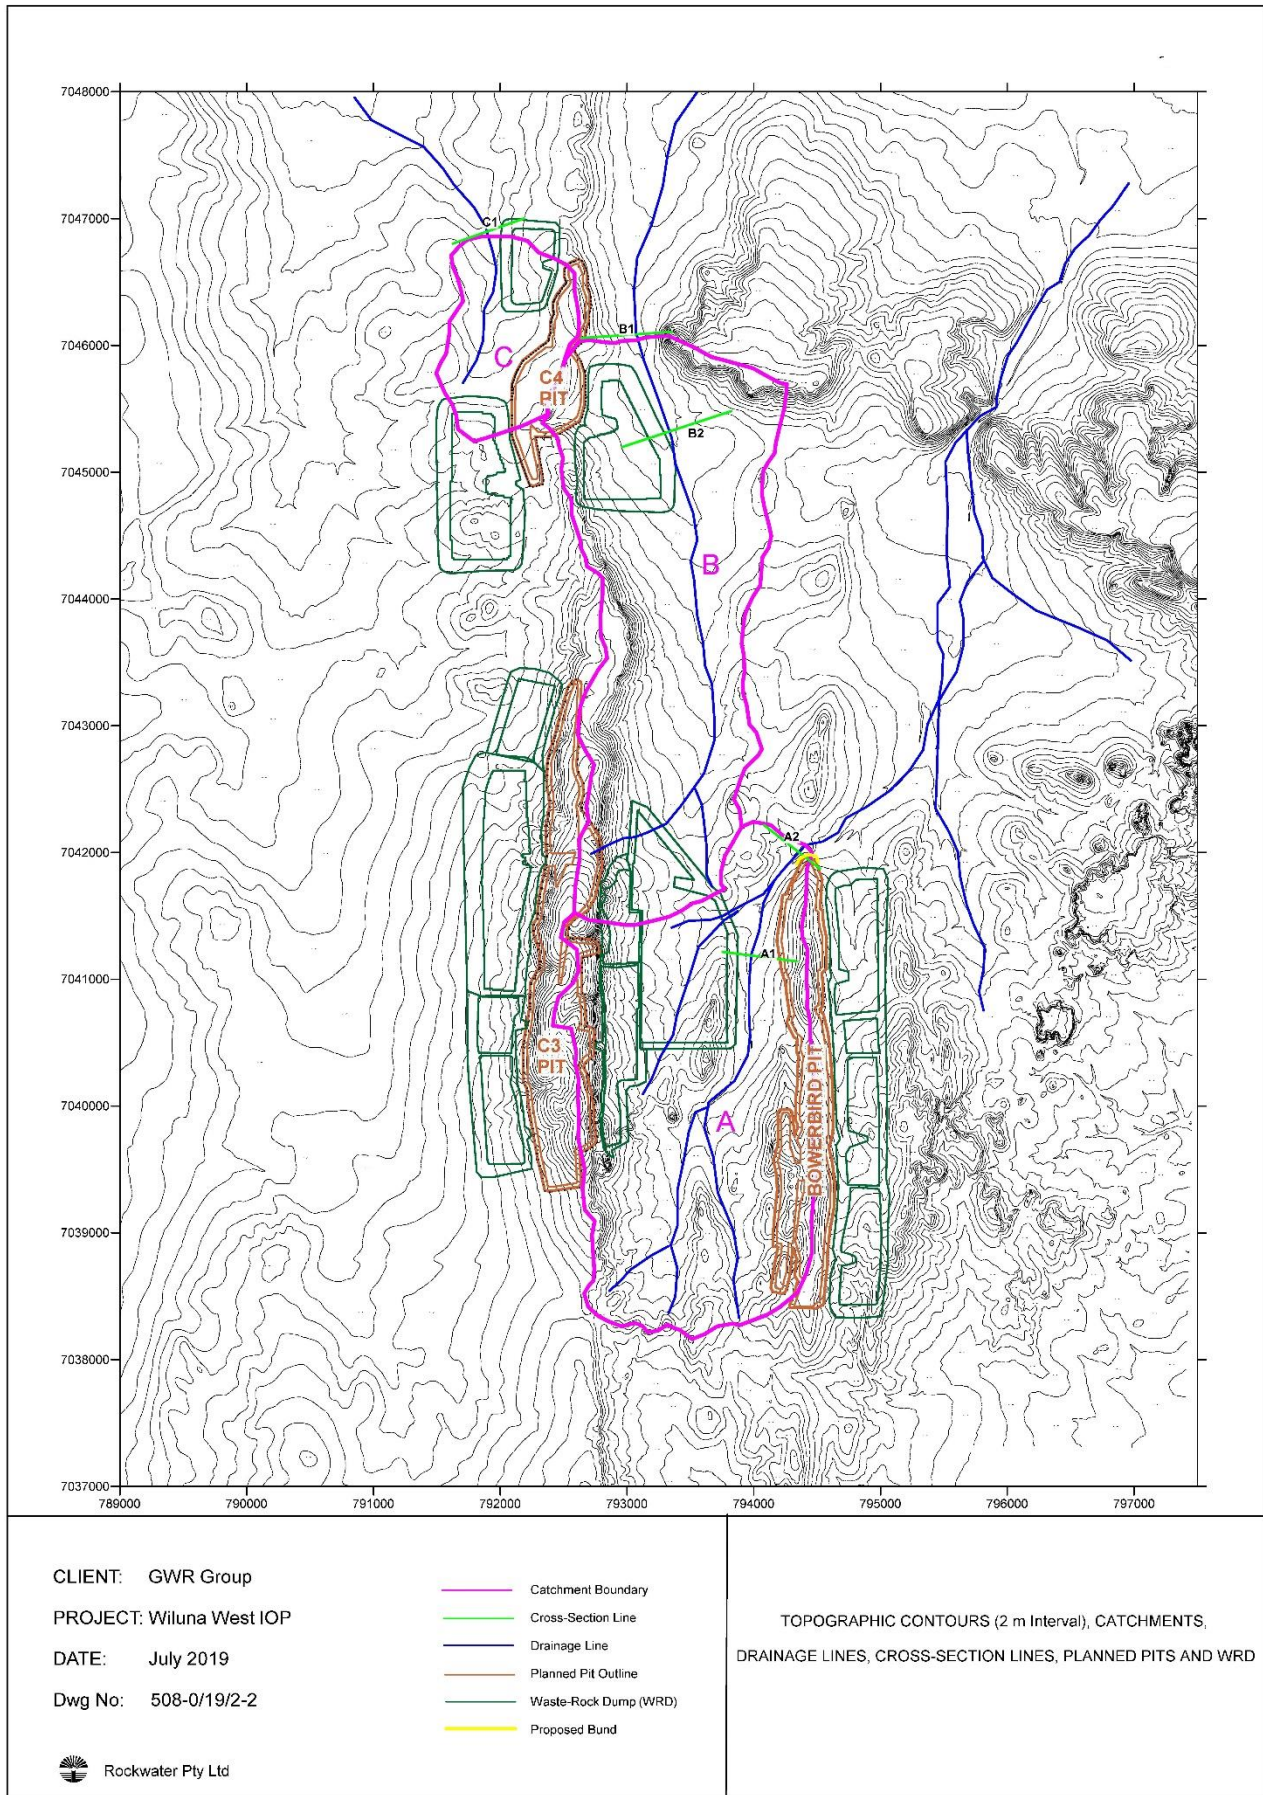 7048000
7047000
C1
B1
7046000
C
C4
PIT
B2
7045000
B
7044000
7043000
A2
7042000
A1
7041000
C3
PIT
BOWERBIRD PIT
7040000
A
7039000
7038000
7037000
789000 790000 791000 792000 793000 794000 795000 796000 797000
CLIENT: GWR Group
PROJECT: Wiluna West IOP
DATE: July 2019
Dwg No: 508-0/19/2-2
Rockwater Pty Ltd
Catchment Boundary
Cross-Section Line
Drainage Line
Planned Pit Outline
Waste-Rock Dump (WRD)
Proposed Bund
TOPOGRAPHIC CONTOURS (2 m Interval), CATCHMENTS,
DRAINAGE LINES, CROSS-SECTION LINES, PLANNED PITS AND WRD